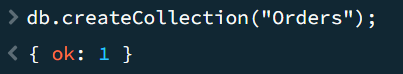 > db.createCollection("Orders");
< { ok: 1 }